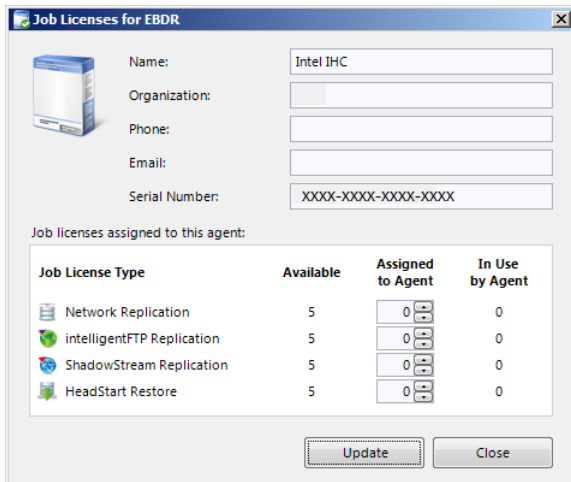 Job Licenses for EBDR
Name: Intel IHC
Organization:
Phone:
Email:
Serial Number: XXXX-XXXX-XXXX-XXXX
Job licenses assigned to this agent:
Job License Type Available Assigned to Agent In Use by Agent
Network Replication 5 0 0
intelligentFTP Replication 5 0 0
ShadowStream Replication 5 0 0
HeadStart Restore 5 0 0
Update Close